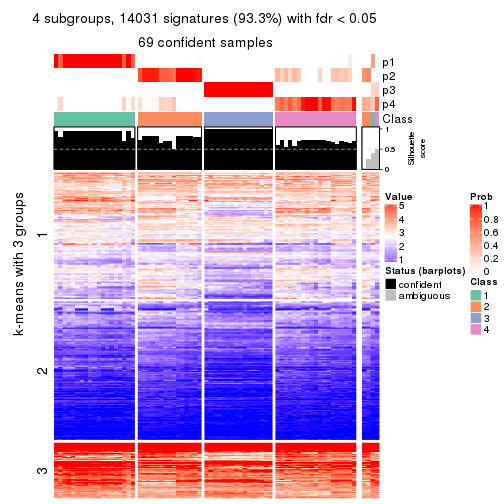 4 subgroups, 14031 signatures (93.3%) with fdr < 0.05
69 confident samples
p1
p2
p3
p4
Class
1
0.5
0
Silhouette
score
k-means with 3 groups
1
2
3
Value
5
4
3
2
1
Status (barplots)
confident
ambiguous
Prob
1
0.8
0.6
0.4
0.2
0
Class
1
2
3
4